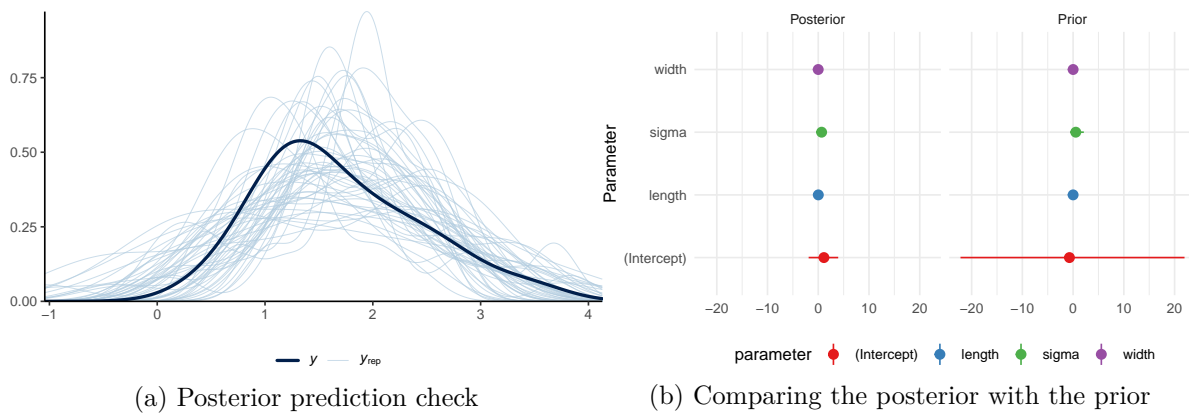 0.75
0.50
0.25
0.00
−1 0 1 2 3 4
y y rep
(a) Posterior prediction check
Posterior Prior
Parameter
width
sigma
length
(Intercept)
−20 −10 0 10 20 −20 −10 0 10 20
parameter (Intercept) length sigma width
(b) Comparing the posterior with the prior